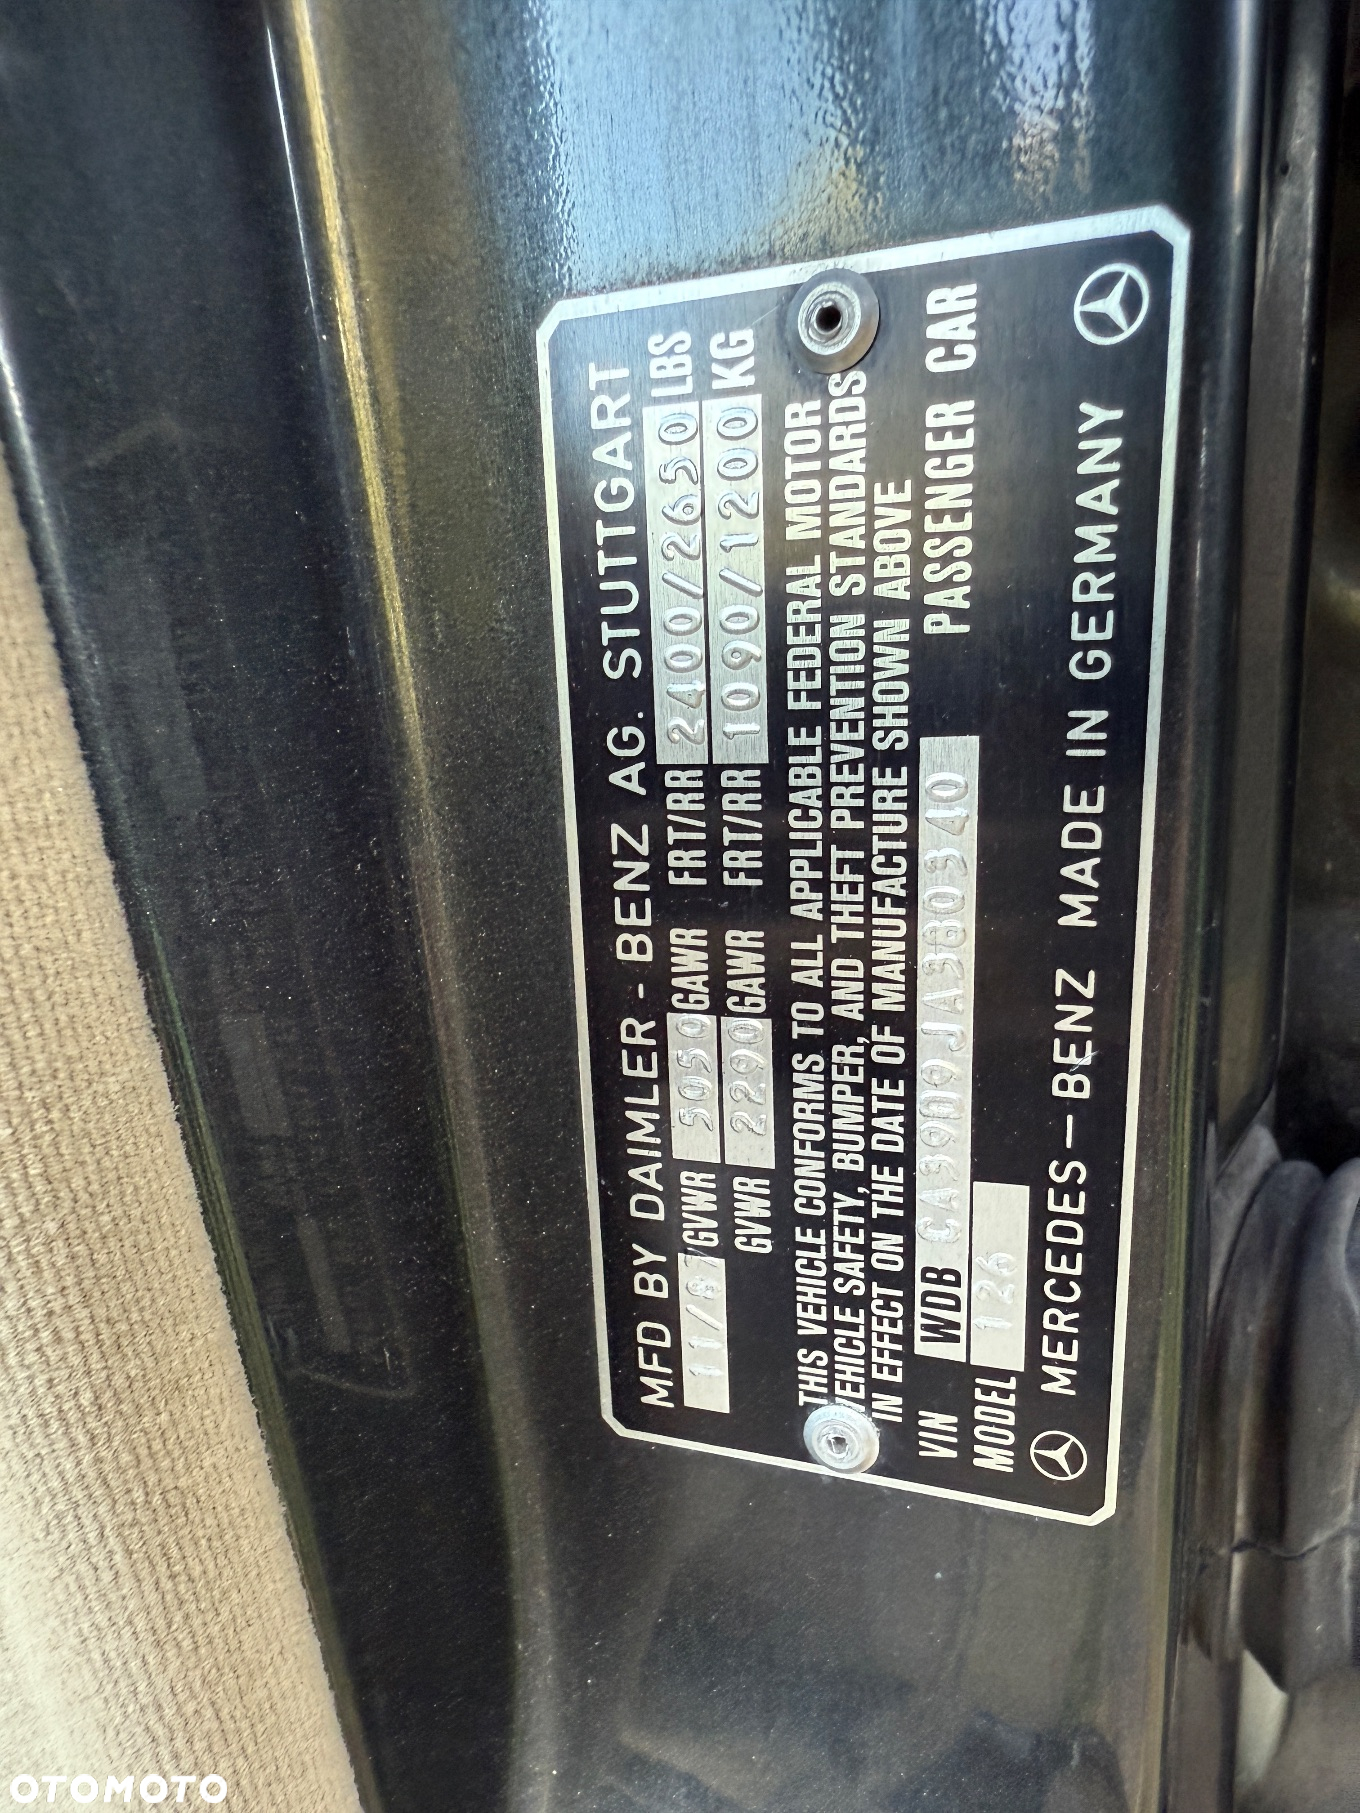 MFD BY DAIMLER-BENZ AG. STUTTGART
11/87 GVWR 5050 GAWR FRT/RR 2400/2650 LBS
GVWR 2290 GAWR FRT/RR 1090/1200 KG
THIS VEHICLE CONFORMS TO ALL APPLICABLE FEDERAL MOTOR
VEHICLE SAFETY, BUMPER, AND THEFT PREVENTION STANDARDS
IN EFFECT ON THE DATE OF MANUFACTURE SHOWN ABOVE
VIN WDB CA39D9JA380340 PASSENGER CAR
MODEL 126
MERCEDES-BENZ MADE IN GERMANY
OTOMOTO